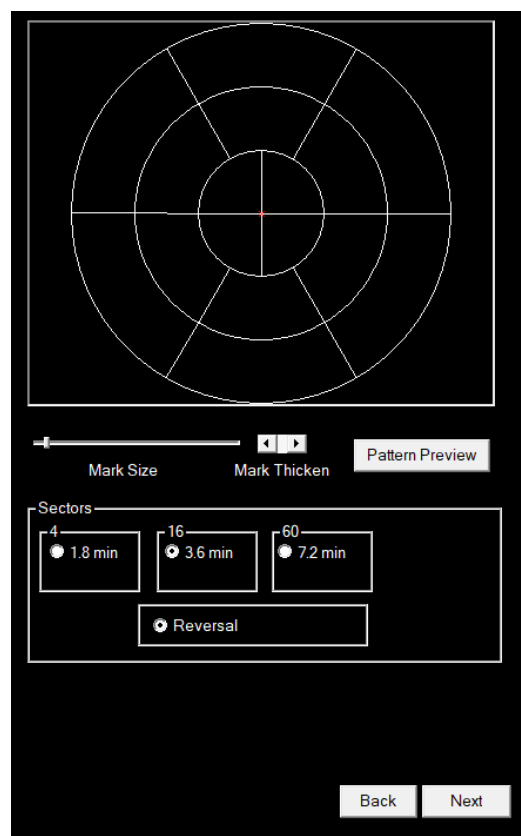 Mark Size
Mark Thicken
Pattern Preview
Sectors
4
16
60
1.8 min
3.6 min
7.2 min
Reversal
Back
Next